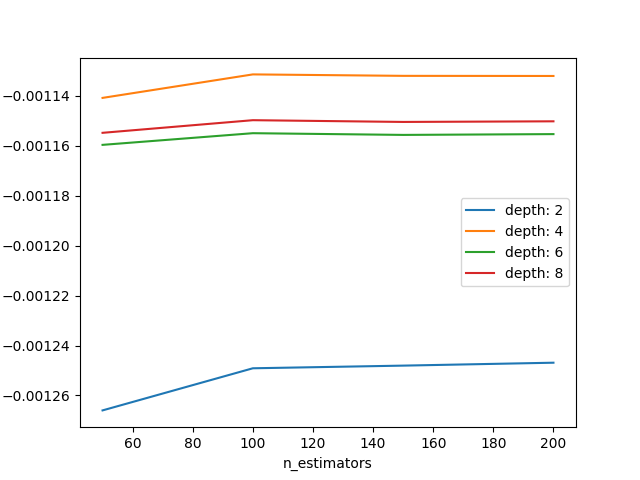 −0.00114
−0.00116
−0.00118
−0.00120
−0.00122
−0.00124
−0.00126
depth: 2
depth: 4
depth: 6
depth: 8
60 80 100 120 140 160 180 200
n_estimators